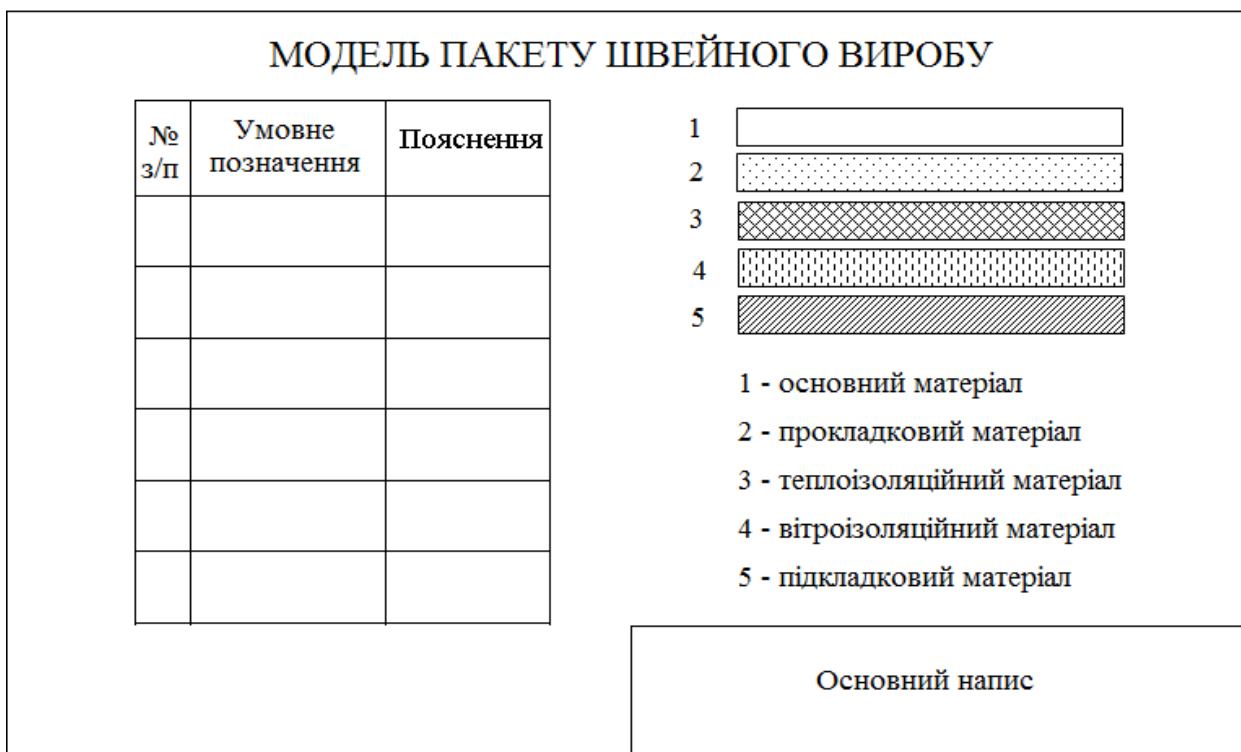 МОДЕЛЬ ПАКЕТУ ШВЕЙНОГО ВИРОБУ
№ з/п
Умовне позначення
Пояснення
1
2
3
4
5
1 - основний матеріал
2 - прокладковий матеріал
3 - теплоізоляційний матеріал
4 - вітроізоляційний матеріал
5 - підкладковий матеріал
Основний напис